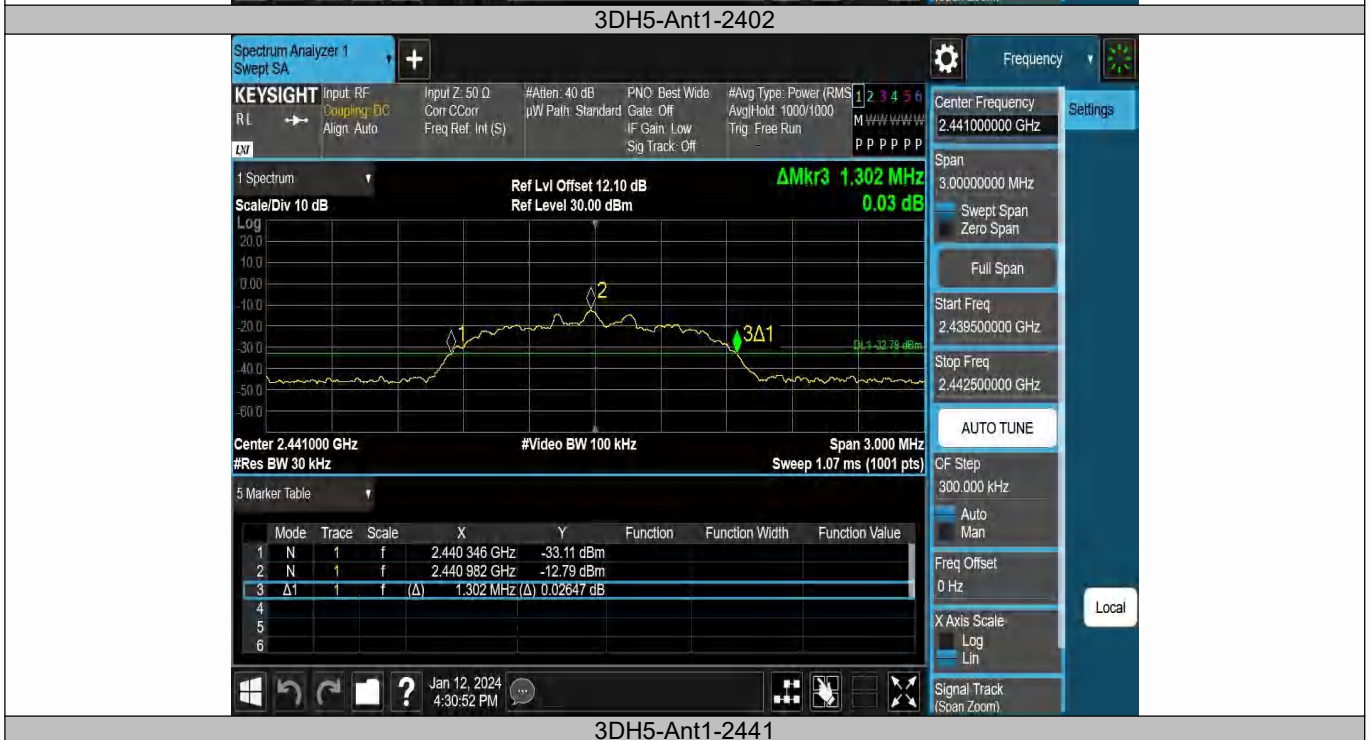 3DH5-Ant1-2402
Spectrum Analyzer 1
Swept SA
+
Frequency
KEYSIGHT Input: RF Input Z: 50 Ω #Atten: 40 dB PNO: Best Wide #Avg Type: Power (RMS 1 2 3 4 5 6
RL Coupling: DC Corr CCorr µW Path: Standard Gate: Off Avg|Hold: 1000/1000 M W W W W W
Align: Auto Freq Ref: Int (S) IF Gain: Low Trig: Free Run
Sig Track: Off P P P P P P
LXI
Center Frequency
2.441000000 GHz
Settings
Span
3.00000000 MHz
Swept Span
Zero Span
Full Span
Start Freq
2.439500000 GHz
Stop Freq
2.442500000 GHz
AUTO TUNE
CF Step
300.000 kHz
Auto
Man
Freq Offset
0 Hz
X Axis Scale
Log
Lin
Signal Track
(Span Zoom)
Local
1 Spectrum
Scale/Div 10 dB
Ref Lvl Offset 12.10 dB
Ref Level 30.00 dBm
ΔMkr3 1.302 MHz
0.03 dB
Log
20.0
10.0
0.00
-10.0
-20.0
-30.0
-40.0
-50.0
-60.0
1
2
3Δ1
DL1 -32.79 dBm
Center 2.441000 GHz #Video BW 100 kHz Span 3.000 MHz
#Res BW 30 kHz Sweep 1.07 ms (1001 pts)
5 Marker Table
Mode Trace Scale X Y Function Function Width Function Value
1 N 1 f 2.440 346 GHz -33.11 dBm
2 N 1 f 2.440 982 GHz -12.79 dBm
3 Δ1 1 f (Δ) 1.302 MHz (Δ) 0.02647 dB
4
5
6
?
Jan 12, 2024
4:30:52 PM
3DH5-Ant1-2441